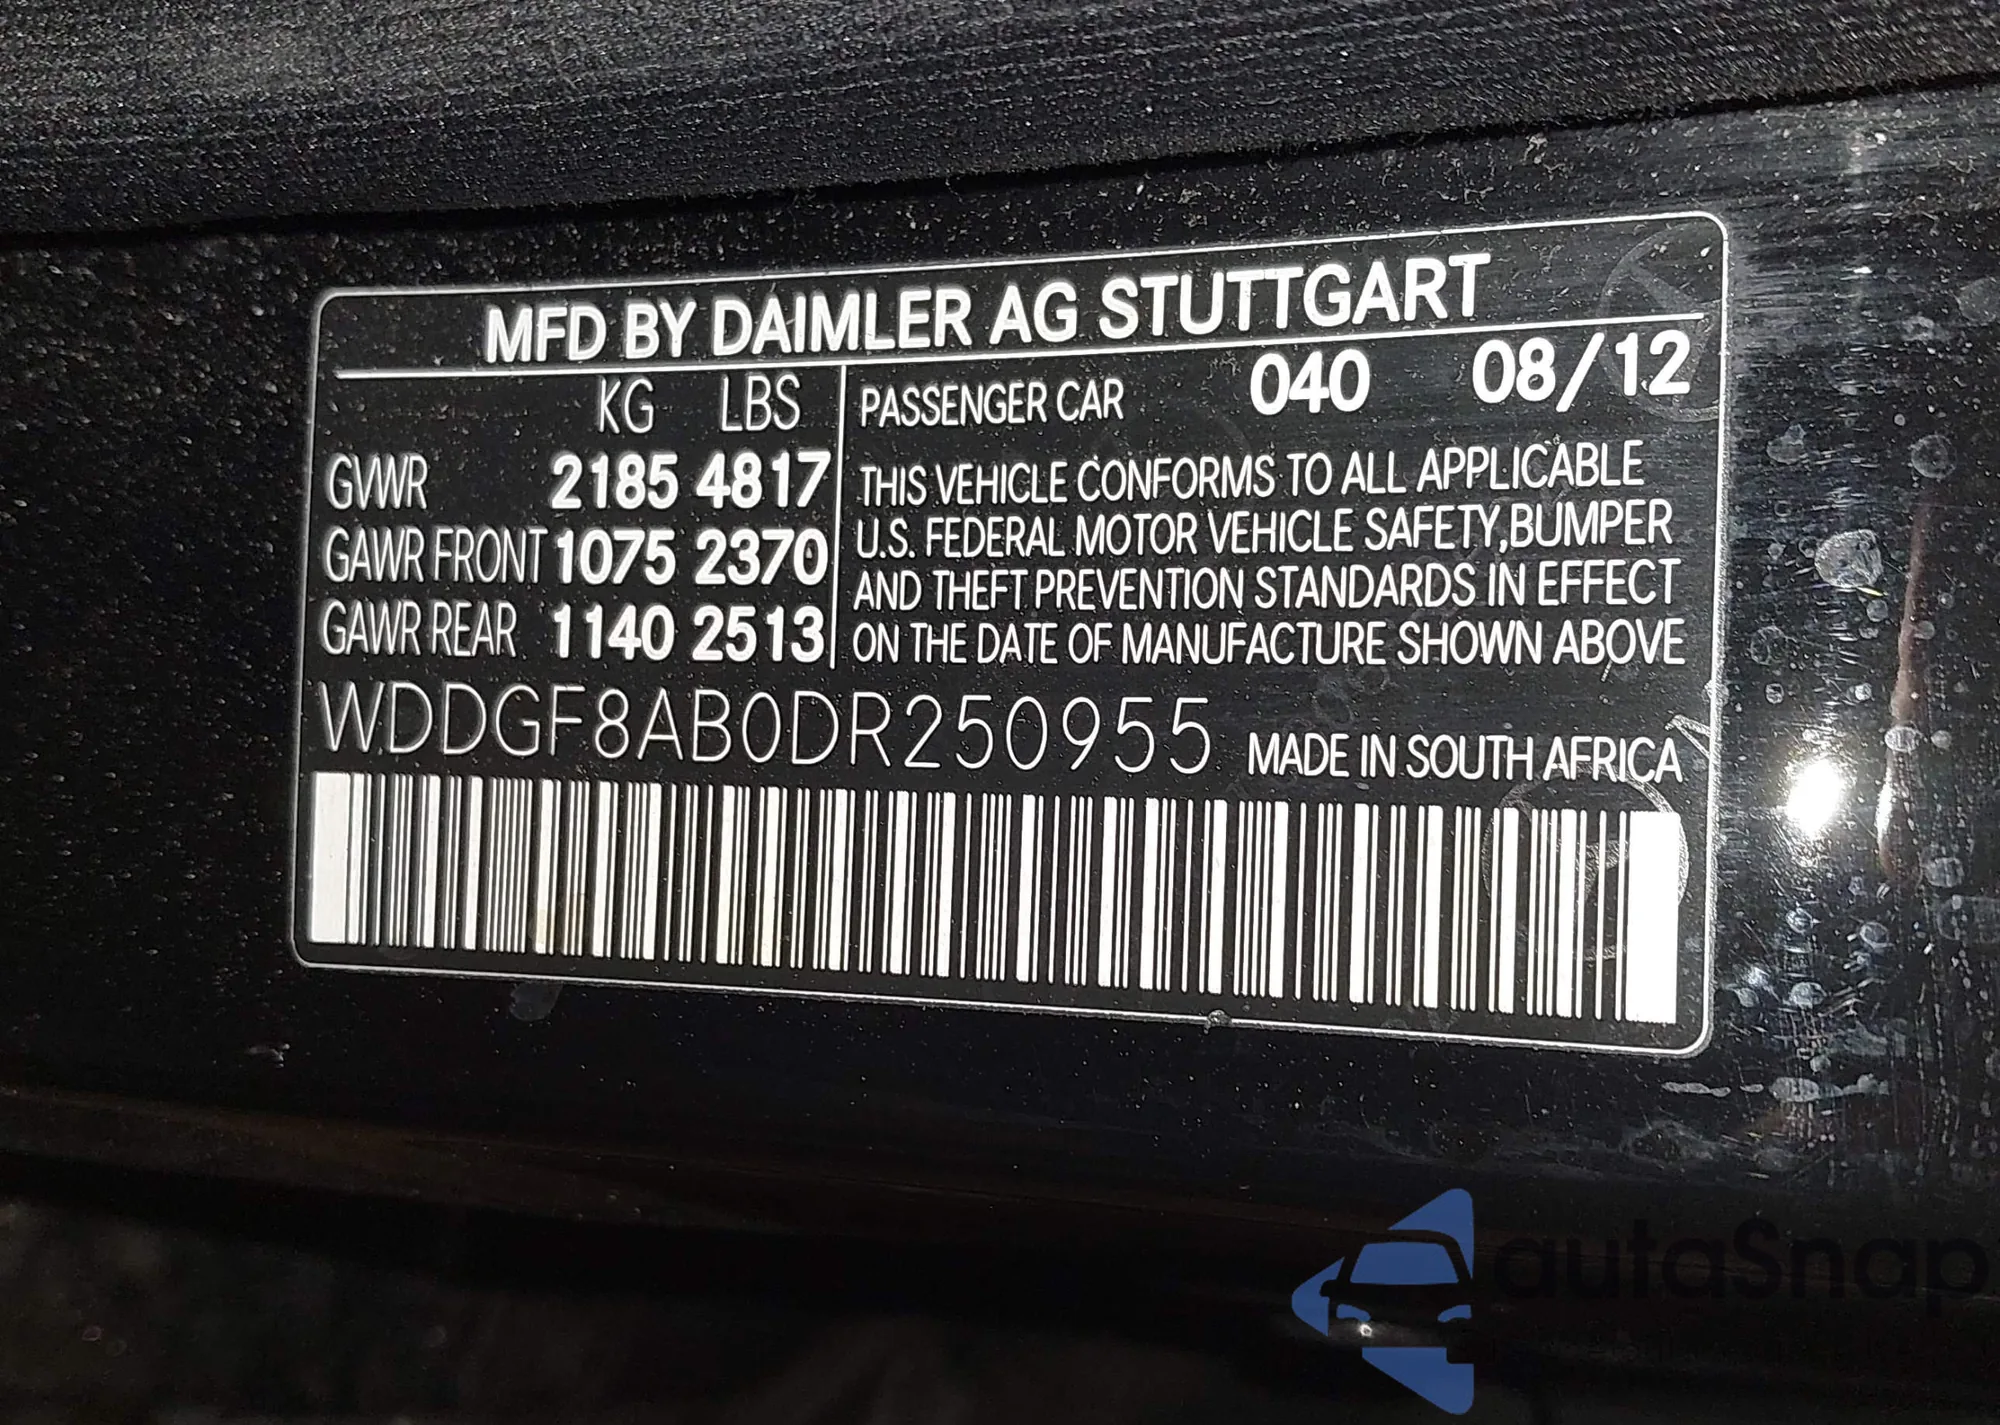 MFD BY DAIMLER AG STUTTGART
KG LBS
GVWR 2185 4817
GAWR FRONT 1075 2370
GAWR REAR 1140 2513
PASSENGER CAR 040 08/12
THIS VEHICLE CONFORMS TO ALL APPLICABLE
U.S. FEDERAL MOTOR VEHICLE SAFETY, BUMPER
AND THEFT PREVENTION STANDARDS IN EFFECT
ON THE DATE OF MANUFACTURE SHOWN ABOVE
WDDGF8AB0DR250955 MADE IN SOUTH AFRICA
autaSnap